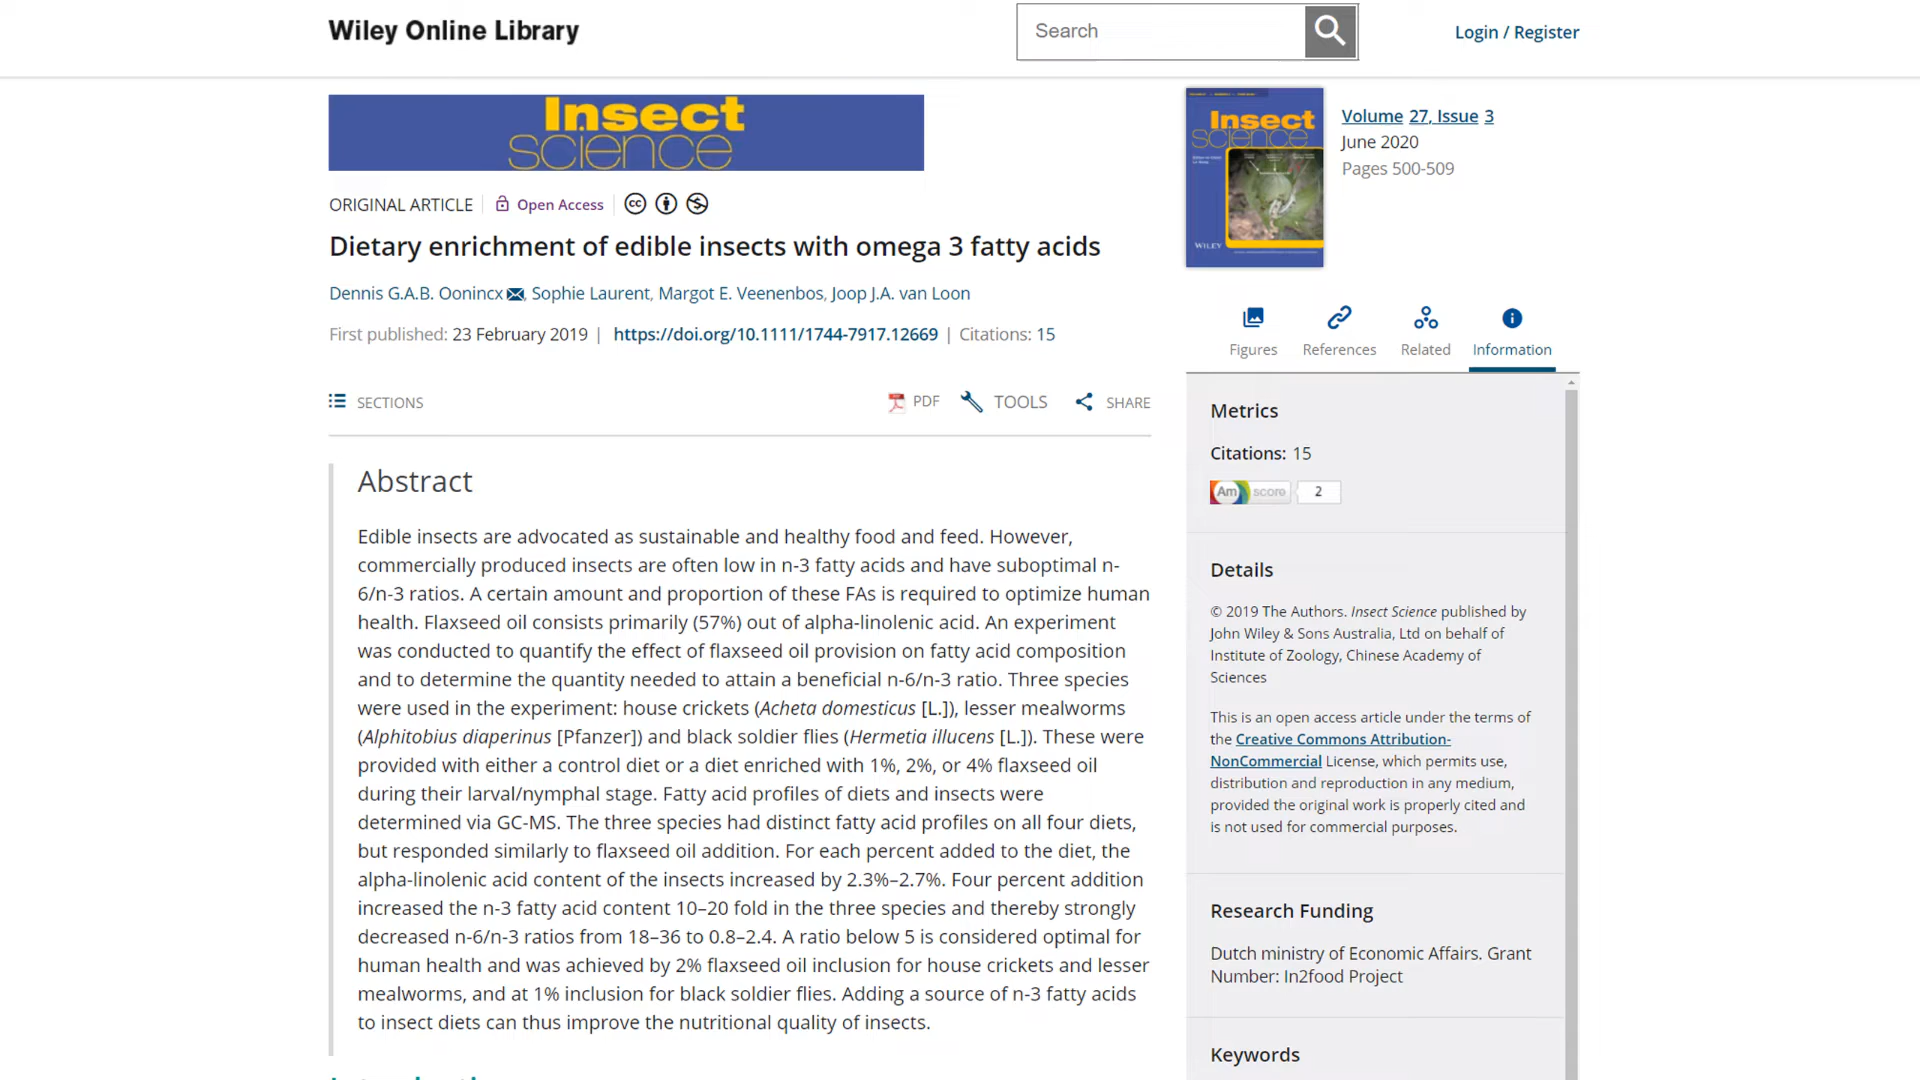 Wiley Online Library
Search
Login / Register
Insect
science
ORIGINAL ARTICLE
Open Access
cc
Dietary enrichment of edible insects with omega 3 fatty acids
Dennis G.A.B. Oonincx, Sophie Laurent, Margot E. Veenenbos, Joop J.A. van Loon
First published: 23 February 2019 | https://doi.org/10.1111/1744-7917.12669 | Citations: 15
SECTIONS
PDF
TOOLS
SHARE
Abstract
Edible insects are advocated as sustainable and healthy food and feed. However,
commercially produced insects are often low in n-3 fatty acids and have suboptimal n-
6/n-3 ratios. A certain amount and proportion of these FAs is required to optimize human
health. Flaxseed oil consists primarily (57%) out of alpha-linolenic acid. An experiment
was conducted to quantify the effect of flaxseed oil provision on fatty acid composition
and to determine the quantity needed to attain a beneficial n-6/n-3 ratio. Three species
were used in the experiment: house crickets (Acheta domesticus [L.]), lesser mealworms
(Alphitobius diaperinus [Pfanzer]) and black soldier flies (Hermetia illucens [L.]). These were
provided with either a control diet or a diet enriched with 1%, 2%, or 4% flaxseed oil
during their larval/nymphal stage. Fatty acid profiles of diets and insects were
determined via GC-MS. The three species had distinct fatty acid profiles on all four diets,
but responded similarly to flaxseed oil addition. For each percent added to the diet, the
alpha-linolenic acid content of the insects increased by 2.3%–2.7%. Four percent addition
increased the n-3 fatty acid content 10–20 fold in the three species and thereby strongly
decreased n-6/n-3 ratios from 18–36 to 0.8–2.4. A ratio below 5 is considered optimal for
human health and was achieved by 2% flaxseed oil inclusion for house crickets and lesser
mealworms, and at 1% inclusion for black soldier flies. Adding a source of n-3 fatty acids
to insect diets can thus improve the nutritional quality of insects.
Insect
science
WILEY
Volume 27, Issue 3
June 2020
Pages 500-509
Figures
References
Related
Information
Metrics
Citations: 15
Am score 2
Details
© 2019 The Authors. Insect Science published by
John Wiley & Sons Australia, Ltd on behalf of
Institute of Zoology, Chinese Academy of
Sciences
This is an open access article under the terms of
the Creative Commons Attribution-
NonCommercial License, which permits use,
distribution and reproduction in any medium,
provided the original work is properly cited and
is not used for commercial purposes.
Research Funding
Dutch ministry of Economic Affairs. Grant
Number: In2food Project
Keywords